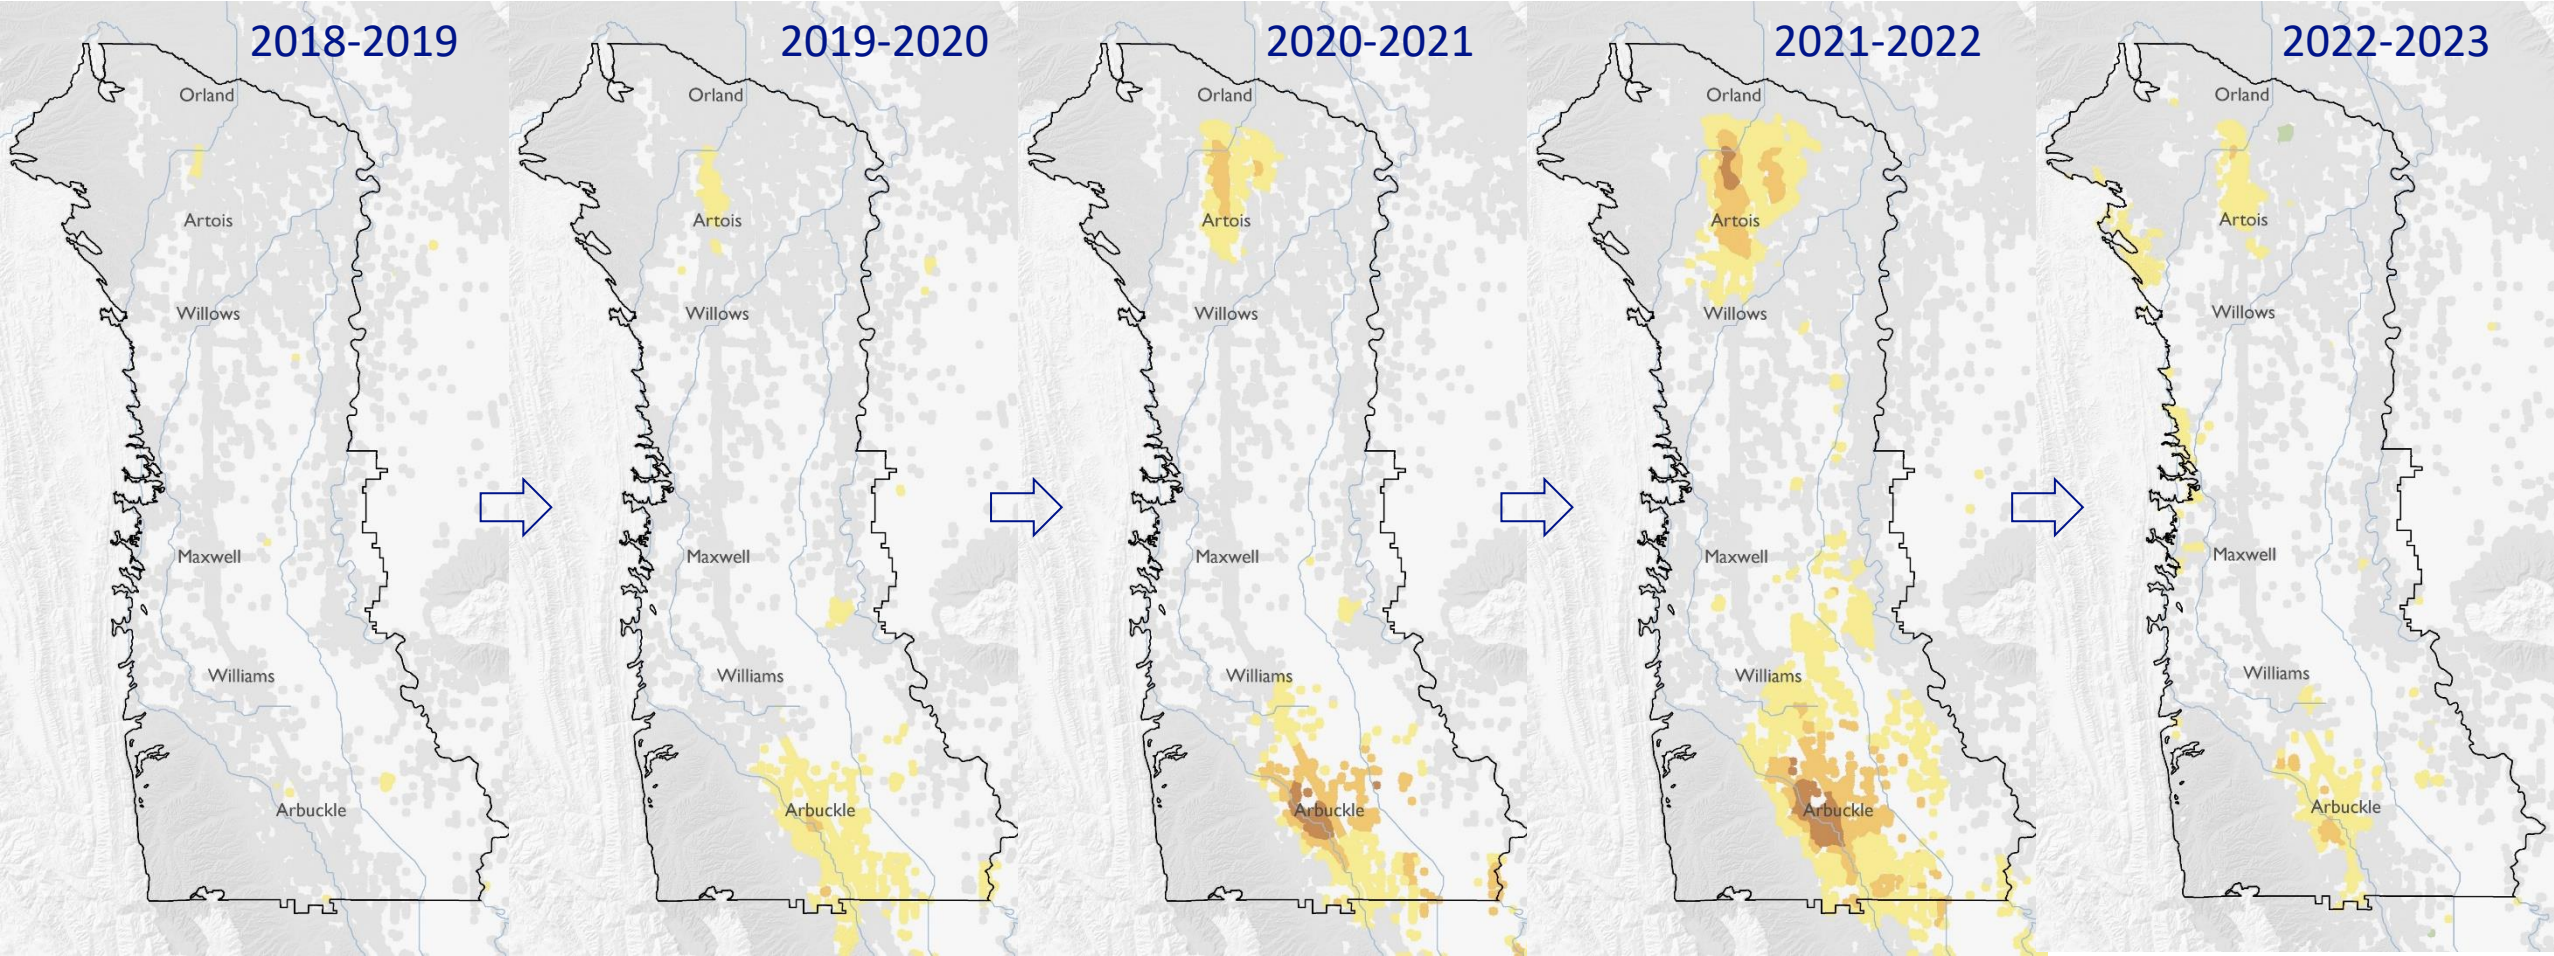 2018-2019
Orland
Artois
Willows
Maxwell
Williams
Arbuckle
2019-2020
Orland
Artois
Willows
Maxwell
Williams
Arbuckle
2020-2021
Orland
Artois
Willows
Maxwell
Williams
Arbuckle
2021-2022
Orland
Artois
Willows
Maxwell
Williams
Arbuckle
2022-2023
Orland
Artois
Willows
Maxwell
Williams
Arbuckle